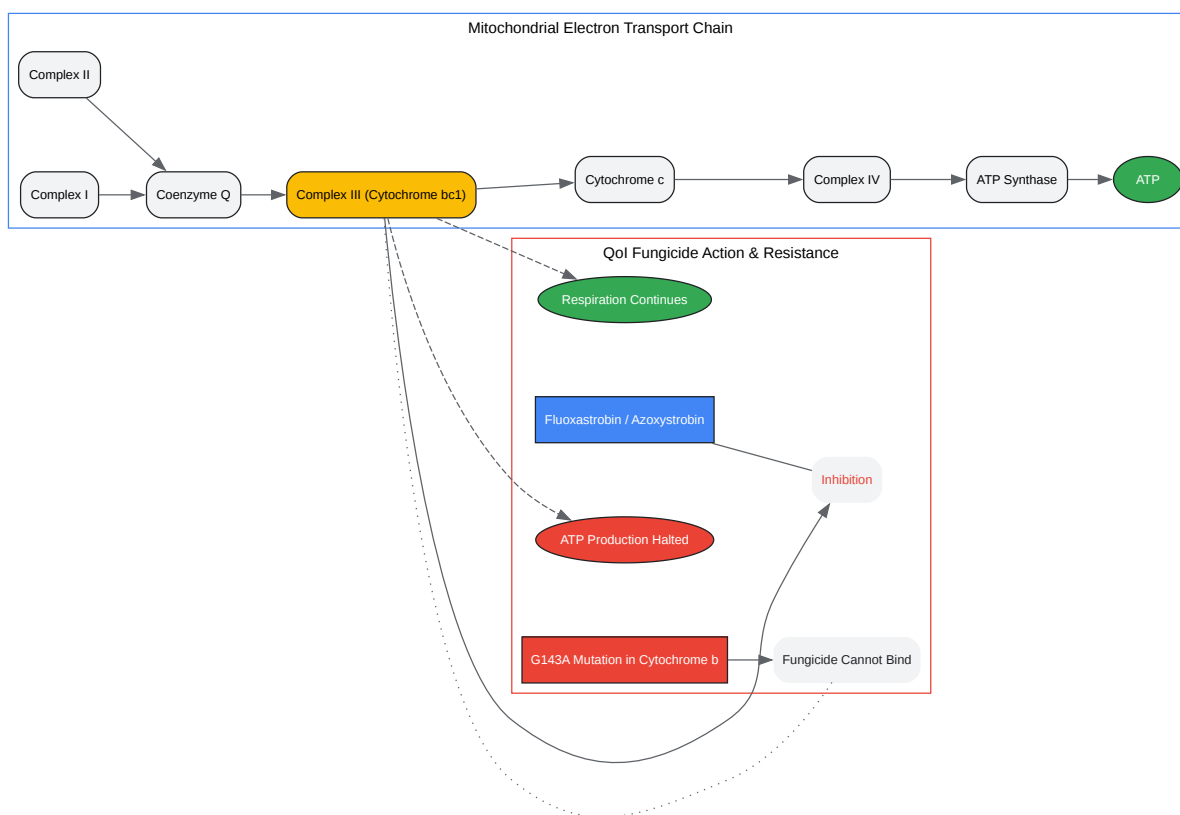 Mitochondrial Electron Transport Chain
Complex II
Complex I
Coenzyme Q
Complex III (Cytochrome bc1)
Cytochrome c
Complex IV
ATP Synthase
ATP
QoI Fungicide Action & Resistance
Respiration Continues
Fluoxastrobin / Azoxystrobin
Inhibition
ATP Production Halted
G143A Mutation in Cytochrome b
Fungicide Cannot Bind